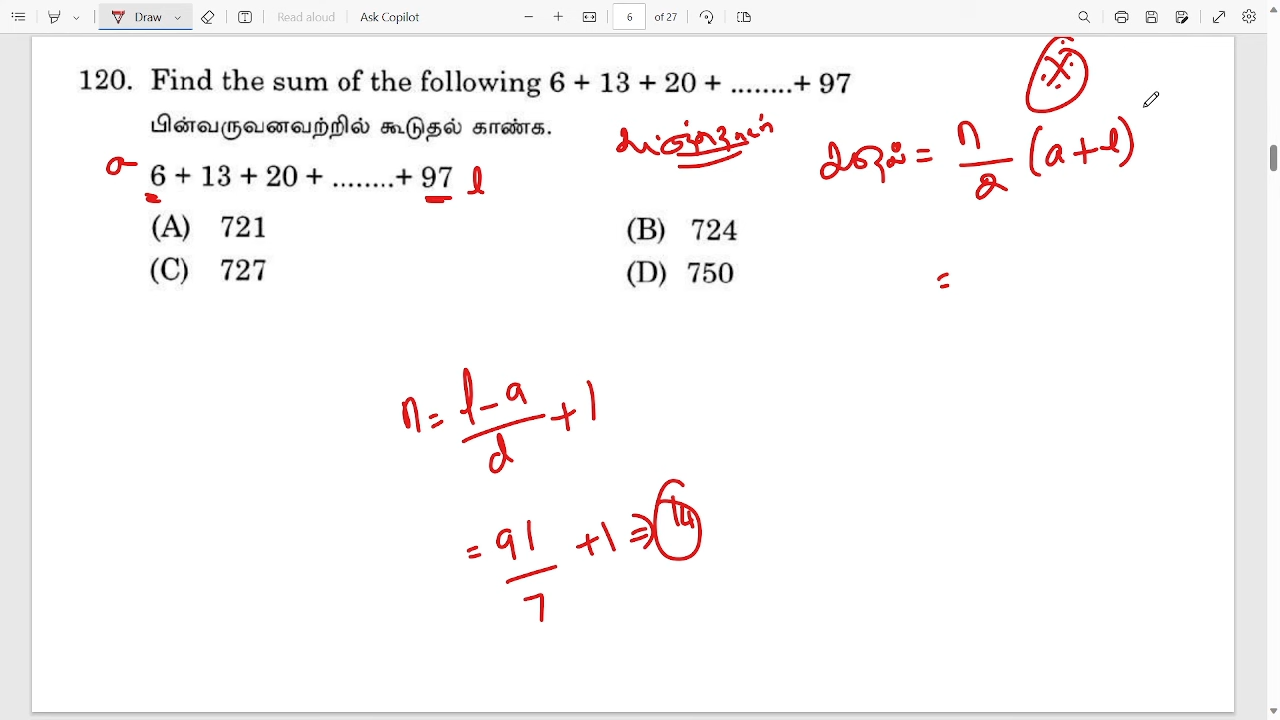 Draw
Read aloud
Ask Copilot
6 of 27
120. Find the sum of the following 6 + 13 + 20 + ........+ 97
பின்வருவனவற்றில் கூடுதல் காண்க.
a 6 + 13 + 20 + ........+ 97 l
(A) 721
(B) 724
(C) 727
(D) 750
= n/2 (a+l)
=
n = l-a/d + 1
= 91/7 +1 ⇒ 14